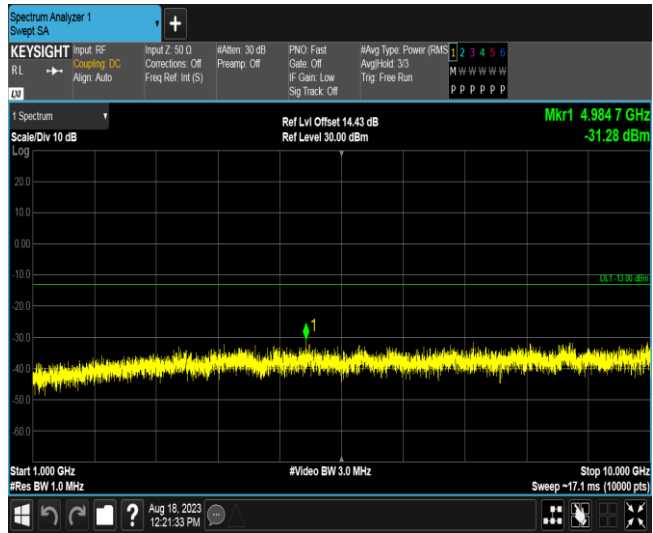 Spectrum Analyzer 1
Swept SA
+
KEYSIGHT
RL
LXI
Input: RF
Coupling: DC
Align: Auto
Input Z: 50 Ω
Corrections: Off
Freq Ref: Int (S)
#Atten: 30 dB
Preamp: Off
PNO: Fast
Gate: Off
IF Gain: Low
Sig Track: Off
#Avg Type: Power (RMS
Avg|Hold: 3/3
Trig: Free Run
1 2 3 4 5 6
M W W W W W
P P P P P P
1 Spectrum
Scale/Div 10 dB
Log
Ref Lvl Offset 14.43 dB
Ref Level 30.00 dBm
Mkr1 4.984 7 GHz
-31.28 dBm
20.0
10.0
0.00
-10.0
DL1 -13.00 dBm
-20.0
1
-30.0
-40.0
-50.0
-60.0
Start 1.000 GHz
#Res BW 1.0 MHz
#Video BW 3.0 MHz
Stop 10.000 GHz
Sweep ~17.1 ms (10000 pts)
?
Aug 18, 2023
12:21:33 PM